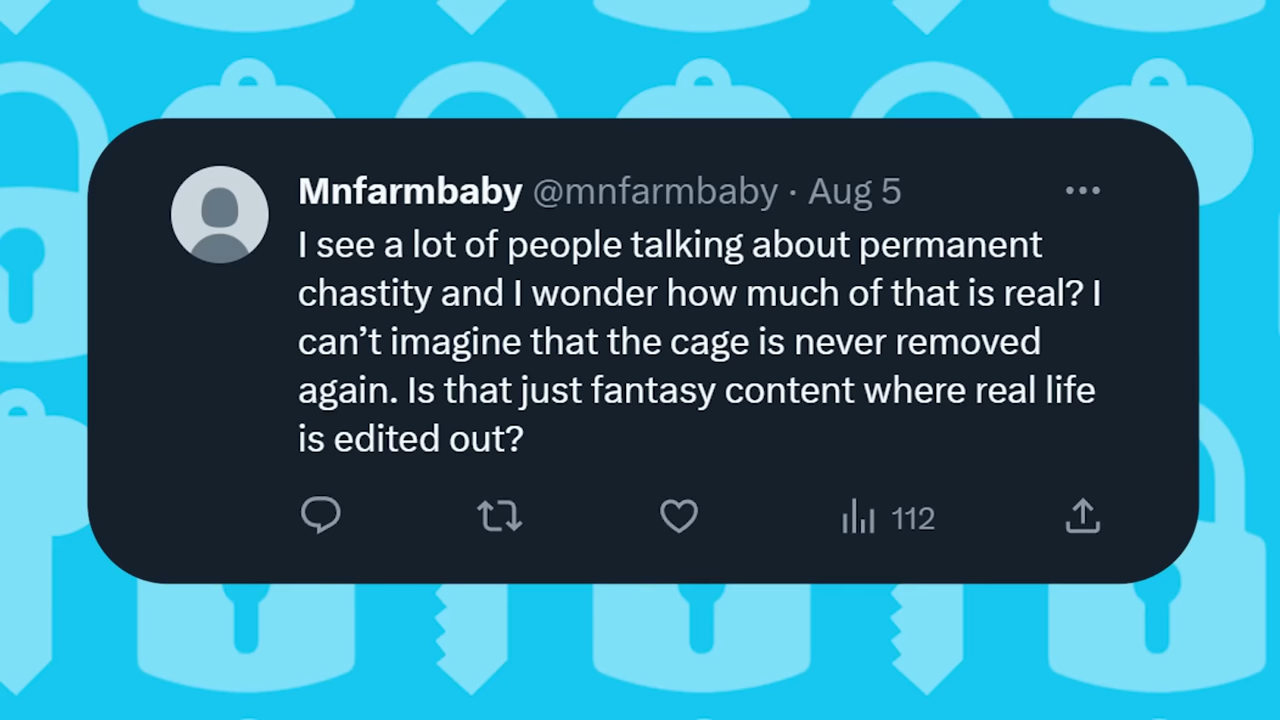 Mnfarmbaby @mnfarmbaby · Aug 5
I see a lot of people talking about permanent
chastity and I wonder how much of that is real? I
can’t imagine that the cage is never removed
again. Is that just fantasy content where real life
is edited out?
112